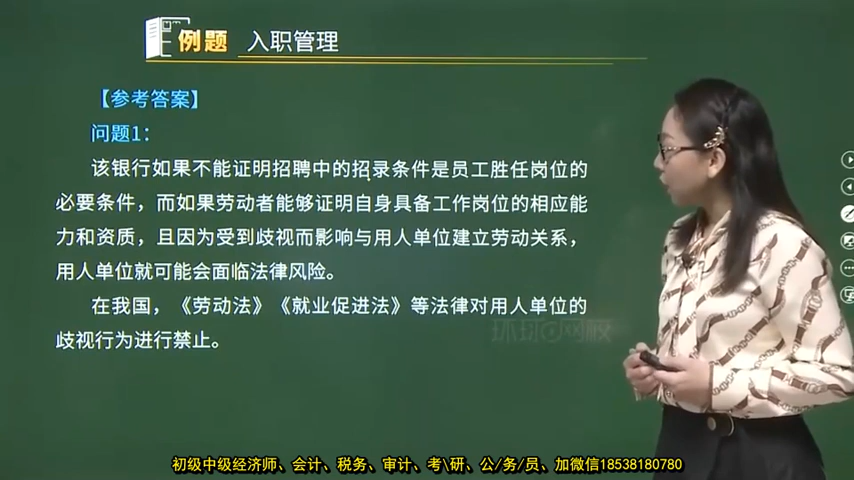 例题 入职管理
【参考答案】
问题1：
该银行如果不能证明招聘中的招录条件是员工胜任岗位的
必要条件，而如果劳动者能够证明自身具备工作岗位的相应能
力和资质，且因为受到歧视而影响与用人单位建立劳动关系，
用人单位就可能会面临法律风险。
在我国，《劳动法》《就业促进法》等法律对用人单位的
歧视行为进行禁止。
环球网校
初级中级经济师、会计、税务、审计、考\研、公/务/员、加微信18538180780